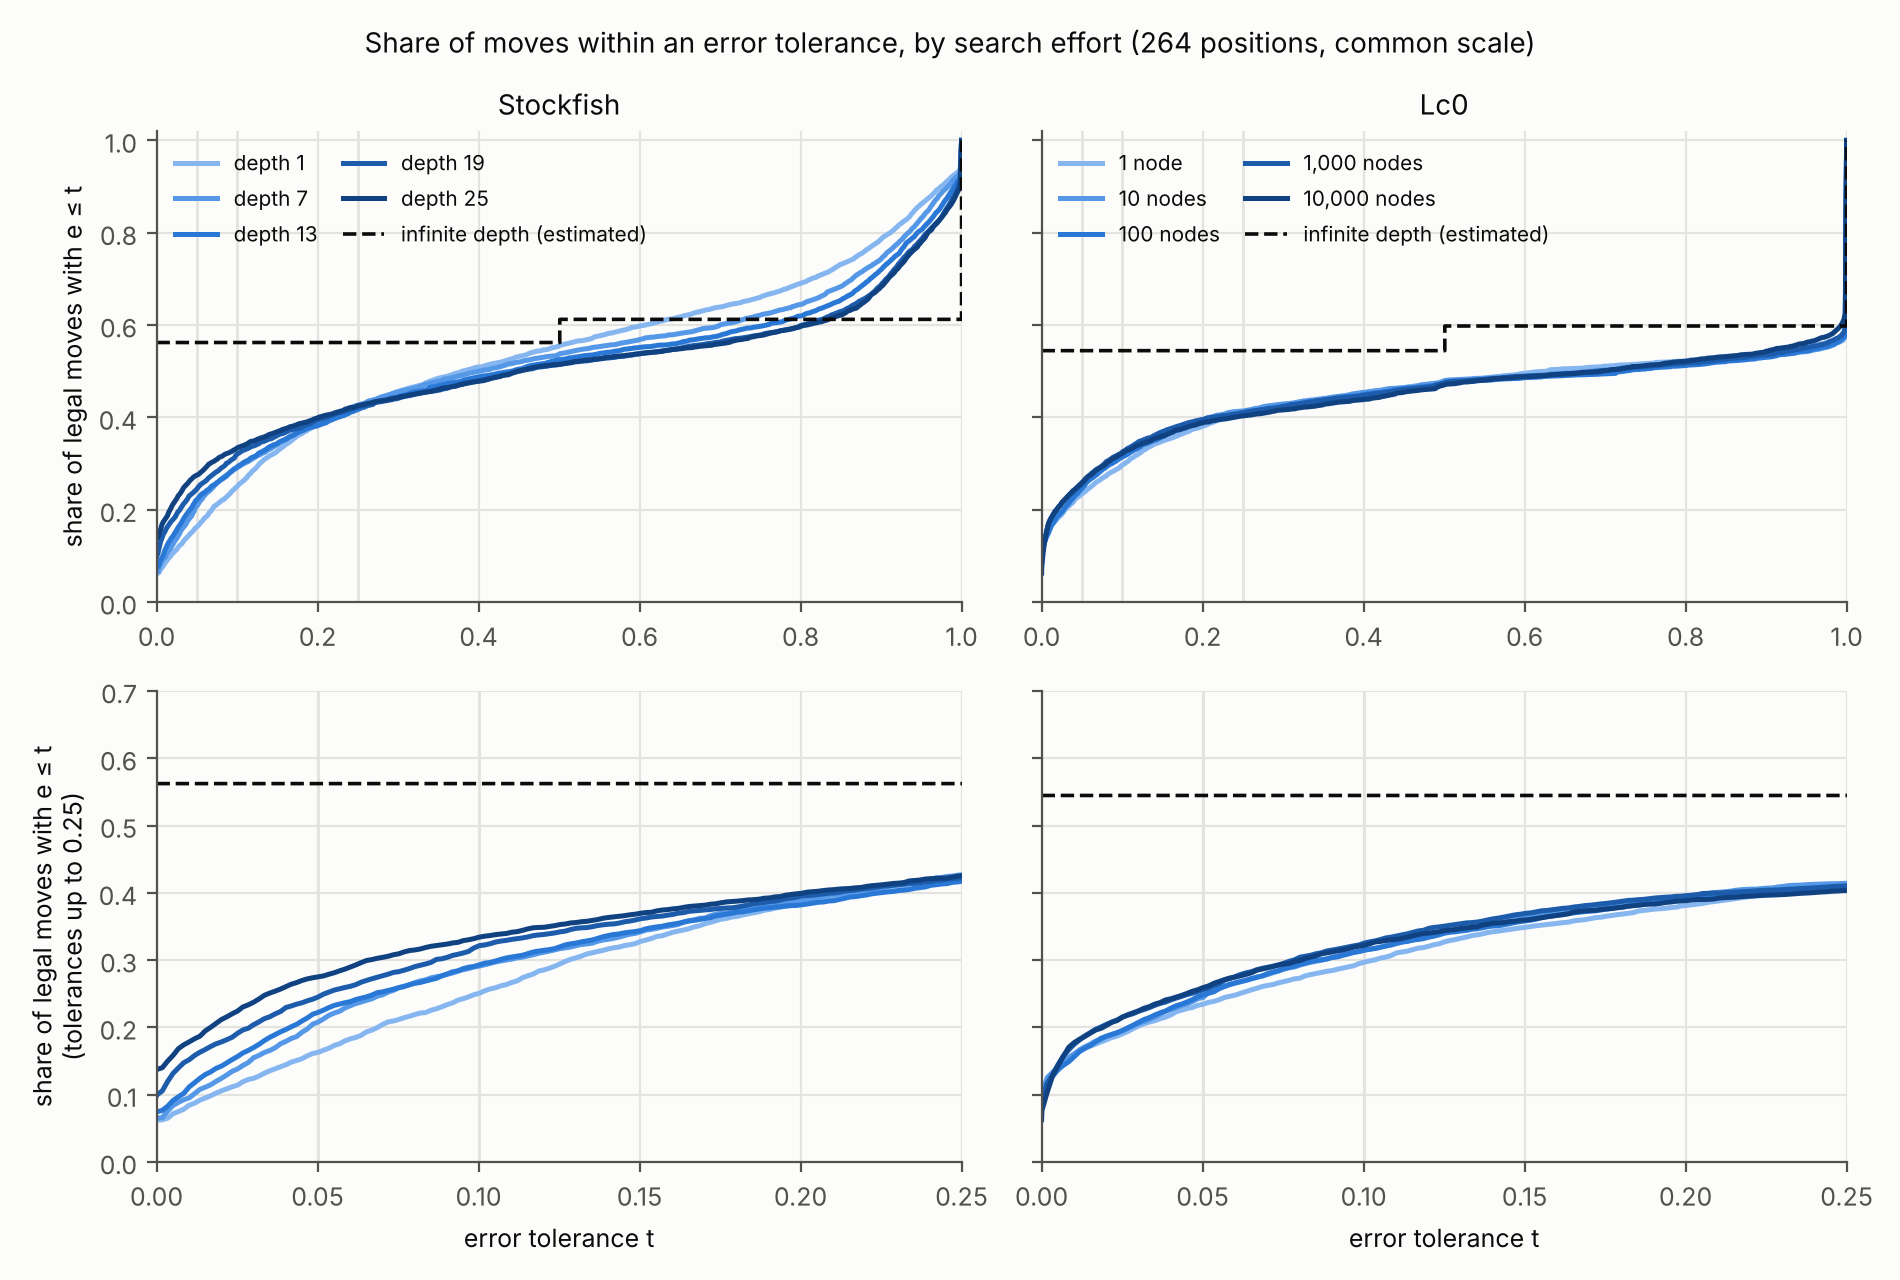 Share of moves within an error tolerance, by search effort (264 positions, common scale)
Stockfish
share of legal moves with e ≤ t
1.0
0.8
0.6
0.4
0.2
0.0
depth 1
depth 7
depth 13
depth 19
depth 25
infinite depth (estimated)
0.0 0.2 0.4 0.6 0.8 1.0
Lc0
1 node
10 nodes
100 nodes
1,000 nodes
10,000 nodes
infinite depth (estimated)
0.0 0.2 0.4 0.6 0.8 1.0
share of legal moves with e ≤ t
(tolerances up to 0.25)
0.7
0.6
0.5
0.4
0.3
0.2
0.1
0.0
0.00 0.05 0.10 0.15 0.20 0.25
error tolerance t
0.00 0.05 0.10 0.15 0.20 0.25
error tolerance t